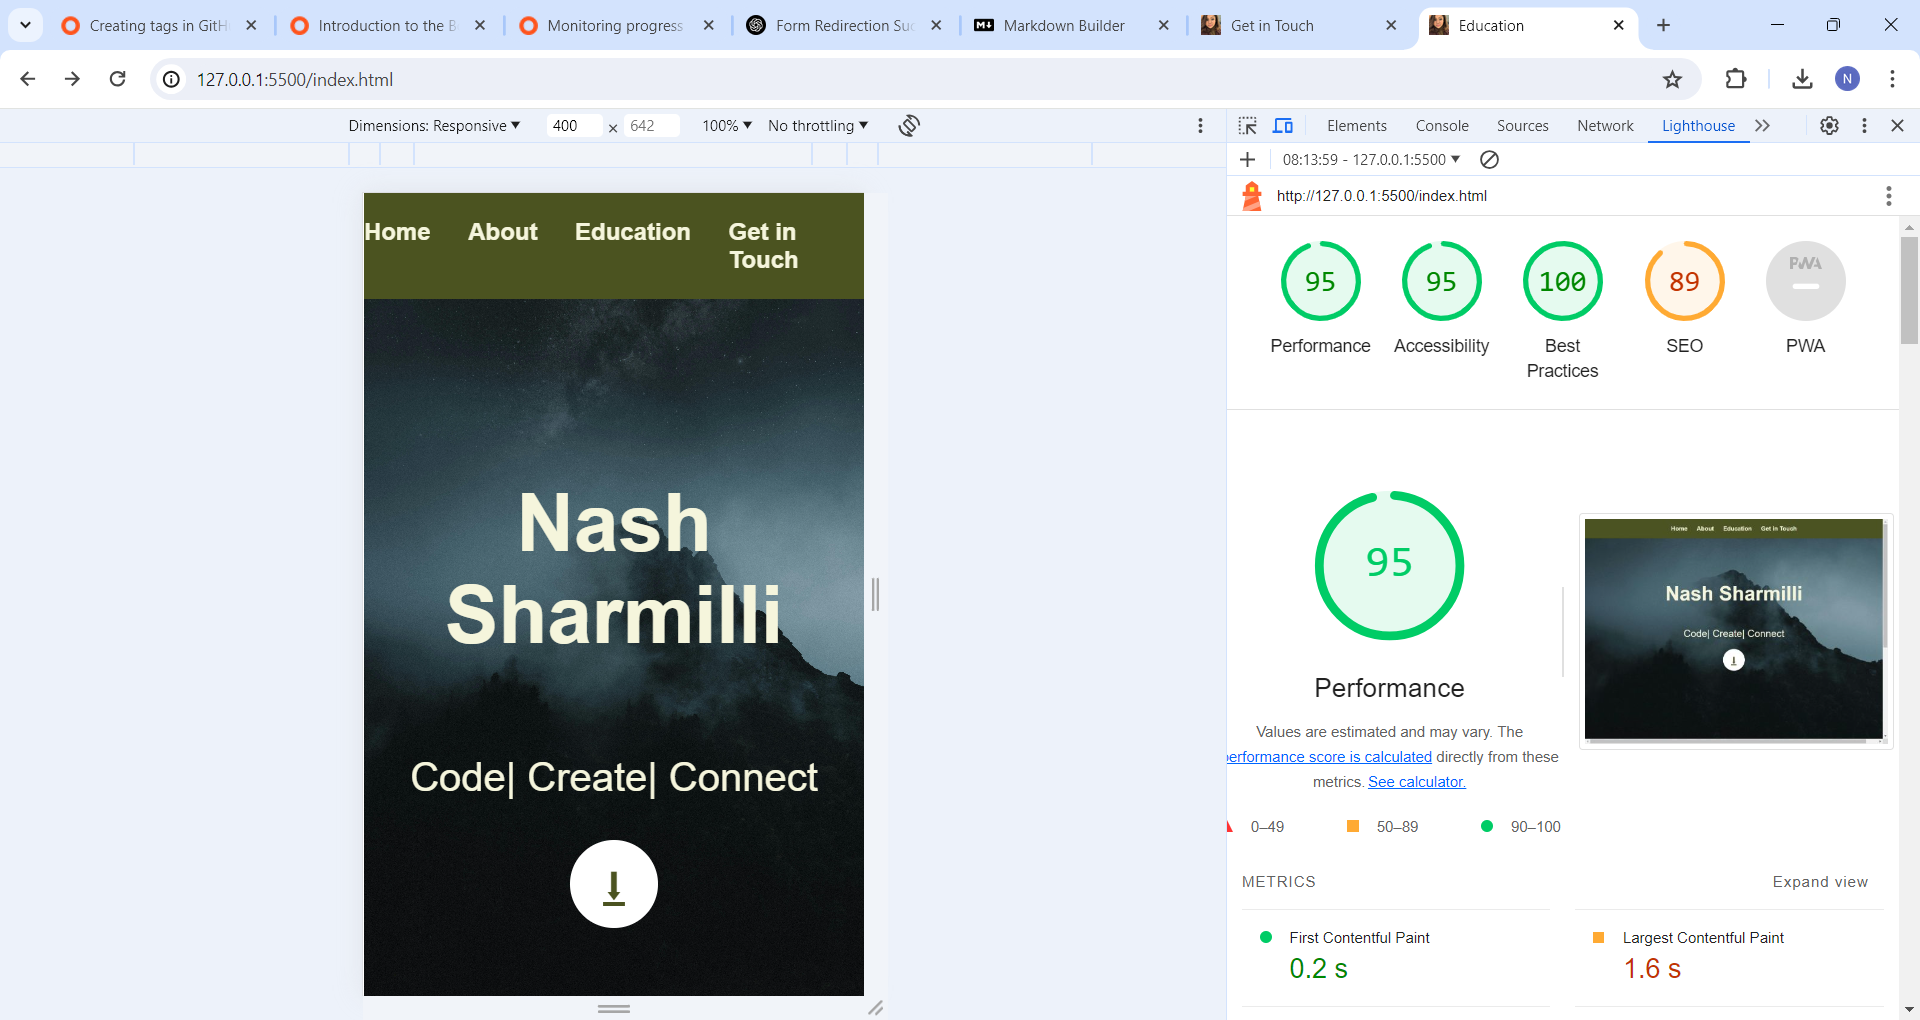 Creating tags in GitH
Introduction to the B
Monitoring progress
Form Redirection Suc
Markdown Builder
Get in Touch
Education
127.0.0.1:5500/index.html
N
Dimensions: Responsive ▼ 400 × 642 100% ▼ No throttling ▼
Elements Console Sources Network Lighthouse
08:13:59 - 127.0.0.1:5500 ▼
http://127.0.0.1:5500/index.html
Home About Education Get in
Touch
Nash
Sharmilli
Code| Create| Connect
95 95 100 89 PWA
Performance Accessibility Best SEO PWA
Practices
95
Performance
Values are estimated and may vary. The
erformance score is calculated directly from these
metrics. See calculator.
0–49 50–89 90–100
Home About Education Get in Touch
Nash Sharmilli
Code| Create| Connect
METRICS Expand view
First Contentful Paint
0.2 s
Largest Contentful Paint
1.6 s